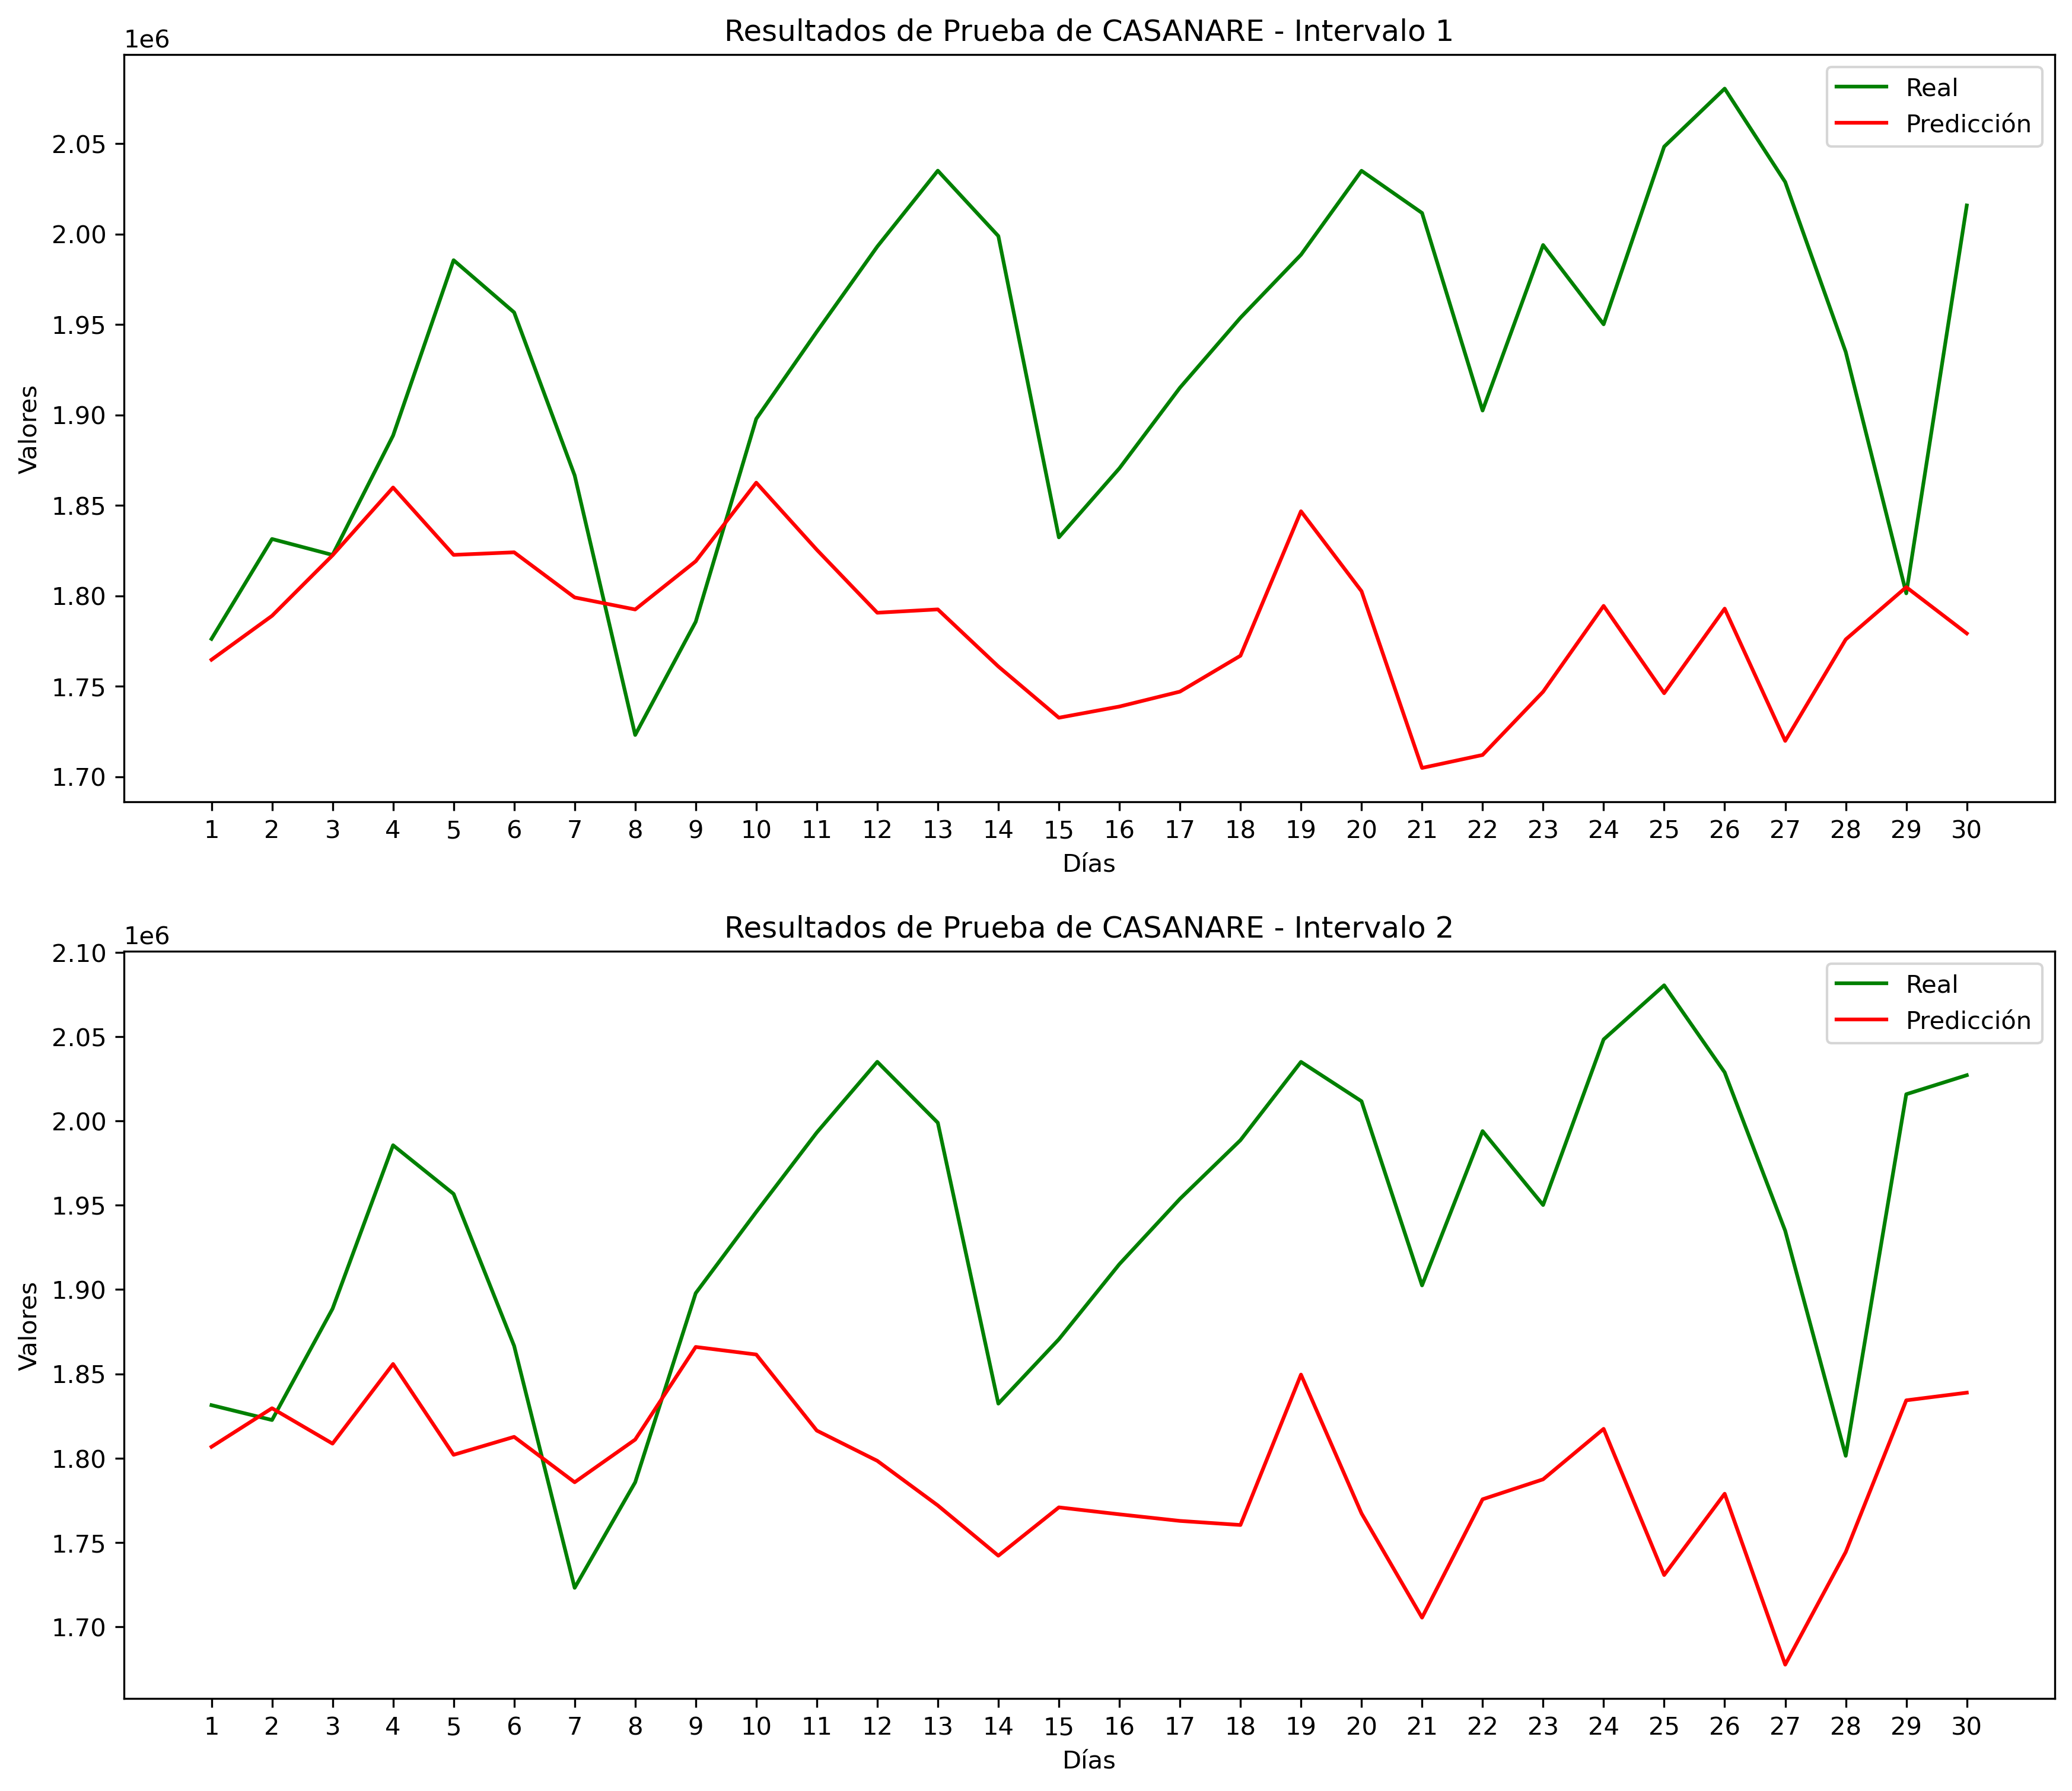 Resultados de Prueba de CASANARE - Intervalo 1
1e6
Real
Predicción
2.05
2.00
1.95
1.90
1.85
1.80
1.75
1.70
Valores
1 2 3 4 5 6 7 8 9 10 11 12 13 14 15 16 17 18 19 20 21 22 23 24 25 26 27 28 29 30
Días
Resultados de Prueba de CASANARE - Intervalo 2
1e6
Real
Predicción
2.10
2.05
2.00
1.95
1.90
1.85
1.80
1.75
1.70
Valores
1 2 3 4 5 6 7 8 9 10 11 12 13 14 15 16 17 18 19 20 21 22 23 24 25 26 27 28 29 30
Días